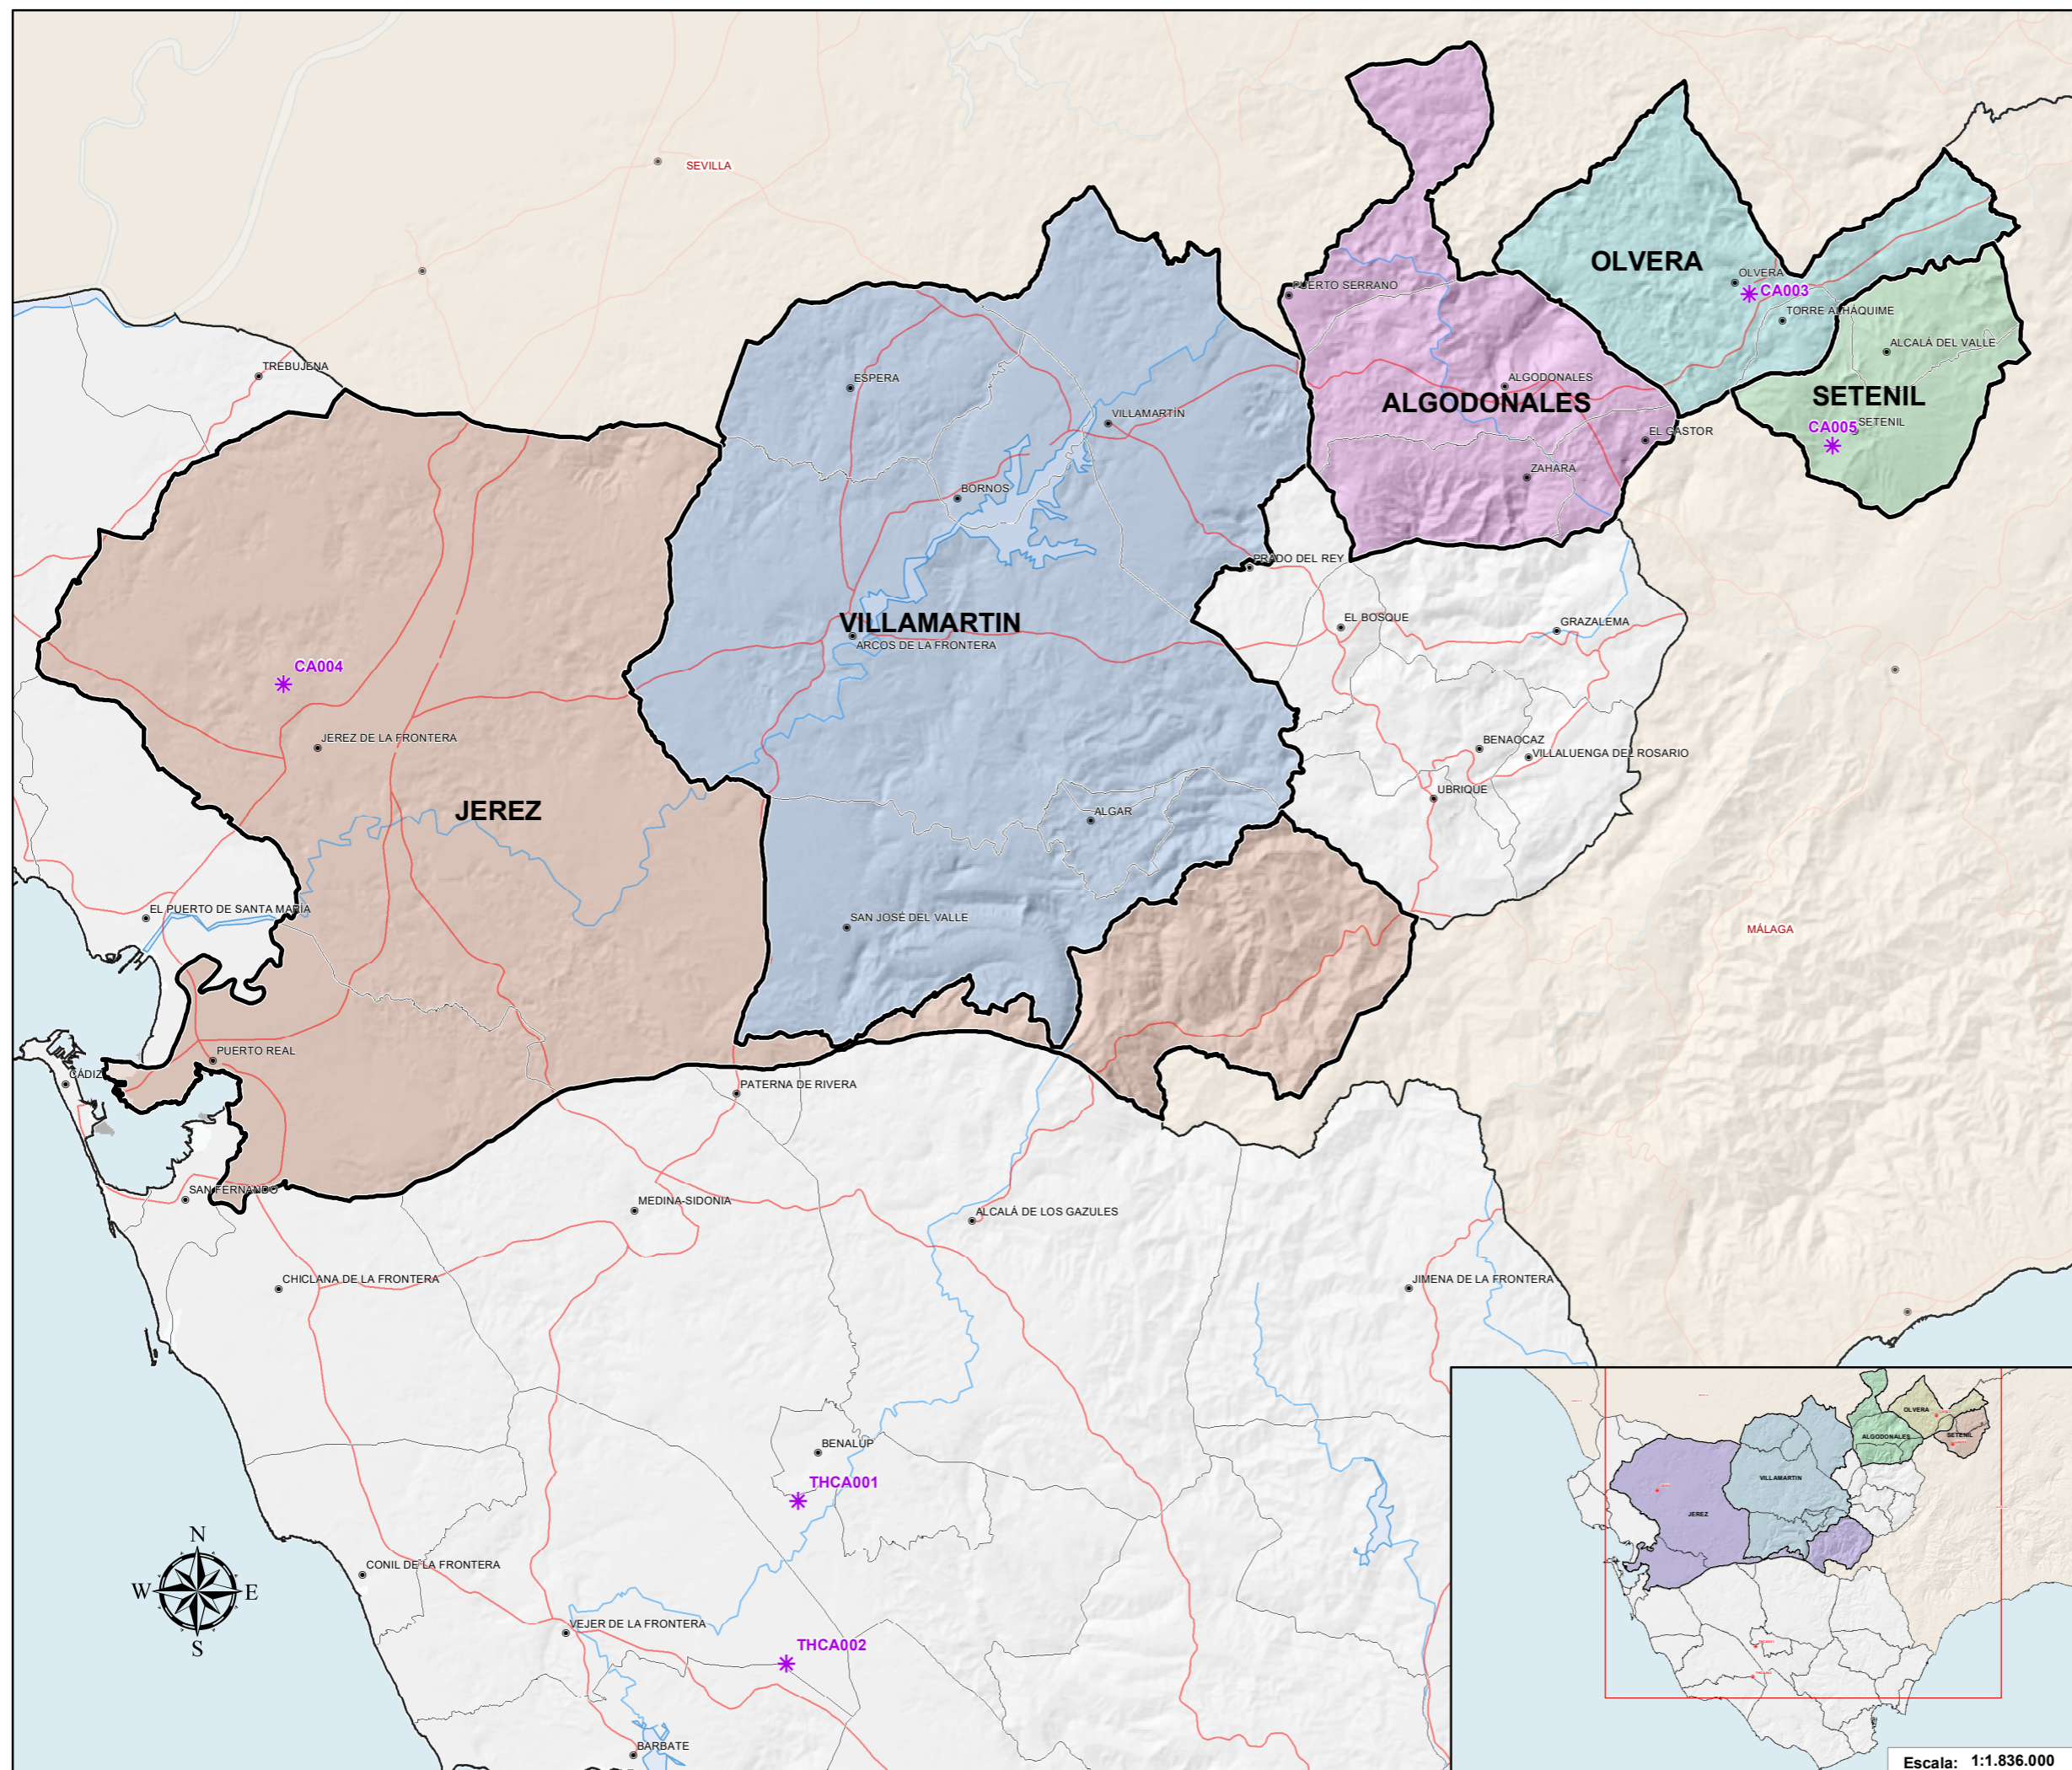 SEVILLA
OLVERA
OLVERA
CA003
PUERTO SERRANO
TORRE ALHAQUIME
ALCALÁ DEL VALLE
TREBUJENA
ESPERA
ALGODONALES
ALGODONALES
SETENIL
VILLAMARTÍN
CA005
SETENIL
EL GASTOR
ZAHARA
BORNOS
PRADO DEL REY
VILLAMARTIN
EL BOSQUE
GRAZALEMA
ARCOS DE LA FRONTERA
CA004
JEREZ DE LA FRONTERA
BENAOCAZ
VILLALUENGA DEL ROSARIO
UBRIQUE
JEREZ
ALGAR
EL PUERTO DE SANTA MARÍA
SAN JOSÉ DEL VALLE
MÁLAGA
PUERTO REAL
CÁDIZ
PATERNA DE RIVERA
SAN FERNANDO
MEDINA-SIDONIA
ALCALÁ DE LOS GAZULES
CHICLANA DE LA FRONTERA
JIMENA DE LA FRONTERA
BENALUP
THCA001
CONIL DE LA FRONTERA
VEJER DE LA FRONTERA
THCA002
BARBATE
N
W
E
S
OLVERA
ALGODONALES
SETENIL
VILLAMARTIN
JEREZ
Escala: 1:1.836.000